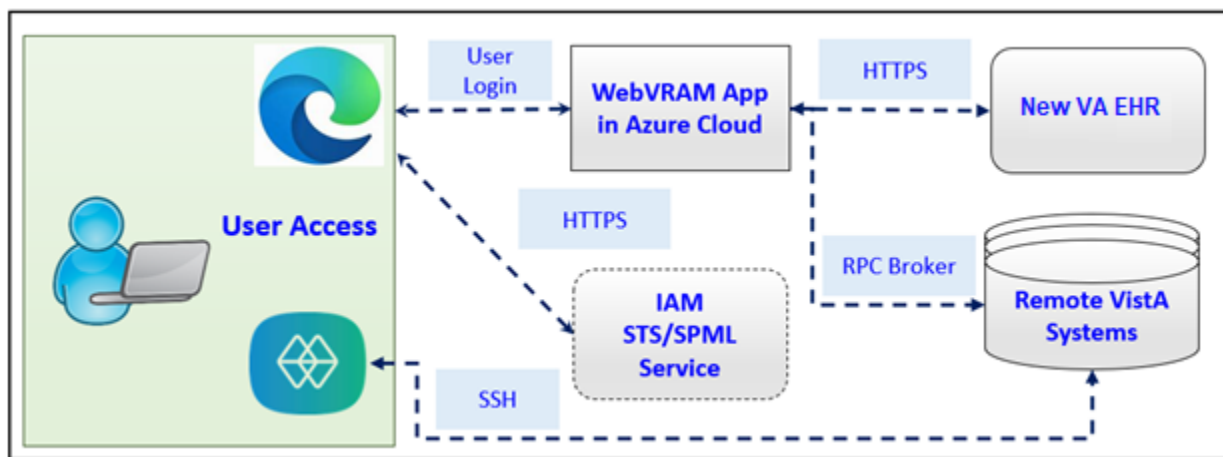 User
Login
WebVRAM App
in Azure Cloud
HTTPS
New VA EHR
User Access
HTTPS
RPC Broker
IAM
STS/SPML
Service
Remote VistA
Systems
SSH